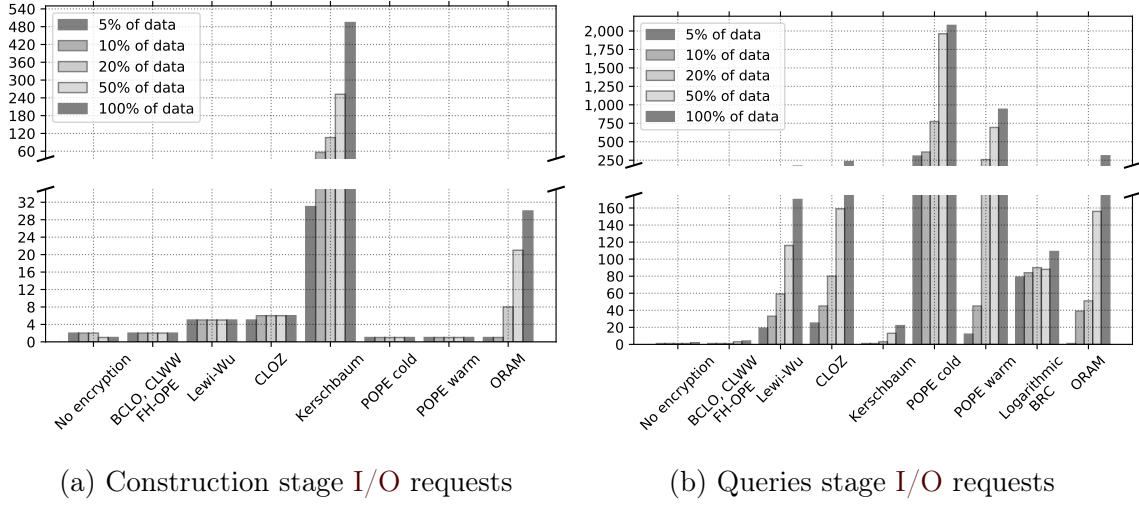 540
480
420
360
300
240
180
120
60
32
28
24
20
16
12
8
4
0
5% of data
10% of data
20% of data
50% of data
100% of data
No encryption
BCLO, CLWW
FH-OPE
Lewi-Wu
CLOZ
Kerschbaum
POPE cold
POPE warm
ORAM
(a) Construction stage I/O requests
2,000
1,750
1,500
1,250
1,000
750
500
250
160
140
120
100
80
60
40
20
0
5% of data
10% of data
20% of data
50% of data
100% of data
No encryption
BCLO, CLWW
FH-OPE
Lewi-Wu
CLOZ
Kerschbaum
POPE cold
POPE warm
Logarithmic
BRC
ORAM
(b) Queries stage I/O requests